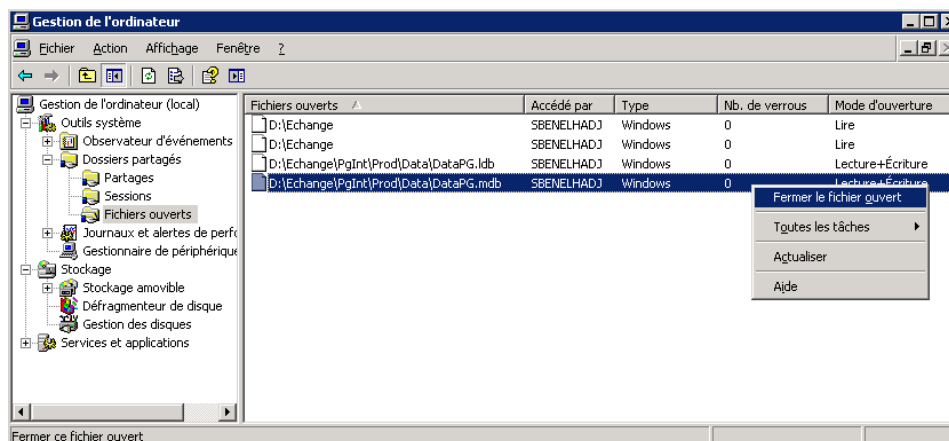 Gestion de l'ordinateur
Fichier Action Affichage Fenêtre ?
Gestion de l'ordinateur (local)
Outils système
Observateur d'événements
Dossiers partagés
Partages
Sessions
Fichiers ouverts
Journaux et alertes de perfo
Gestionnaire de périphérique
Stockage
Stockage amovible
Défragmenteur de disque
Gestion des disques
Services et applications
Fichiers ouverts Accédé par Type Nb. de verrous Mode d'ouverture
D:\Echange SBENELHADJ Windows 0 Lire
D:\Echange SBENELHADJ Windows 0 Lire
D:\Echange\PgInt\Prod\Data\DataPG.ldb SBENELHADJ Windows 0 Lecture+Écriture
D:\Echange\PgInt\Prod\Data\DataPG.mdb SBENELHADJ Windows 0 Lecture+Écriture
Fermer le fichier ouvert
Toutes les tâches
Actualiser
Aide
Fermer ce fichier ouvert